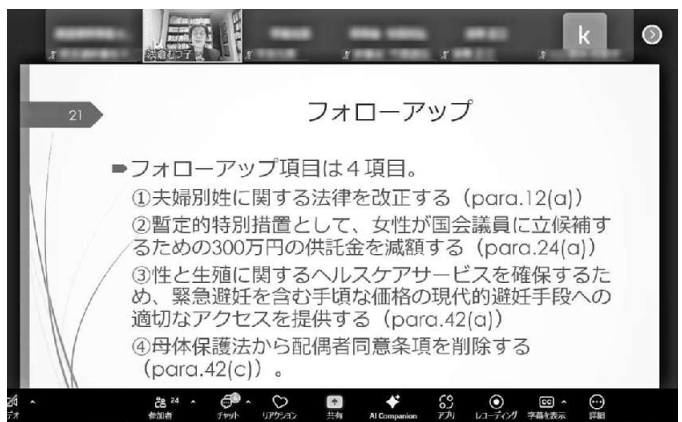 k
浅倉むつ子
21
フォローアップ
フォローアップ項目は４項目。
①夫婦別姓に関する法律を改正する（para.12(a)）
②暫定的特別措置として、女性が国会議員に立候補す
るための300万円の供託金を減額する（para.24(a)）
③性と生殖に関するヘルスケアサービスを確保するた
め、緊急避妊を含む手頃な価格の現代的避妊手段への
適切なアクセスを提供する（para.42(a)）
④母体保護法から配偶者同意条項を削除する
（para.42(c)）。
24
デオ 参加者 チャット リアクション 共有 AI Companion アプリ レコーディング 字幕を表示 詳細